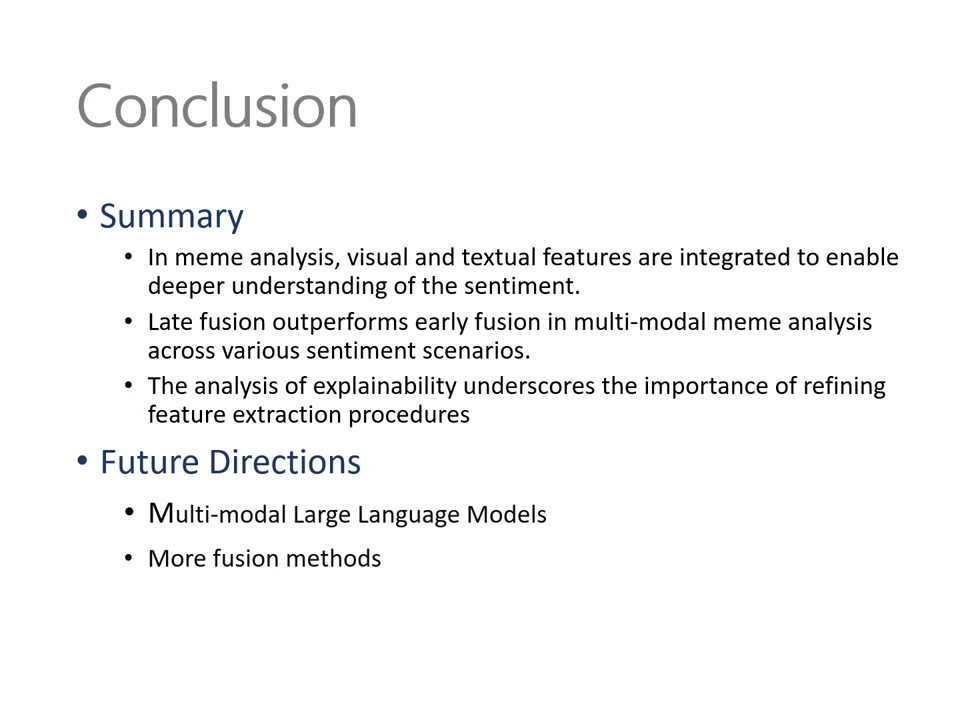 Conclusion
• Summary
• In meme analysis, visual and textual features are integrated to enable
deeper understanding of the sentiment.
• Late fusion outperforms early fusion in multi-modal meme analysis
across various sentiment scenarios.
• The analysis of explainability underscores the importance of refining
feature extraction procedures
• Future Directions
• Multi-modal Large Language Models
• More fusion methods